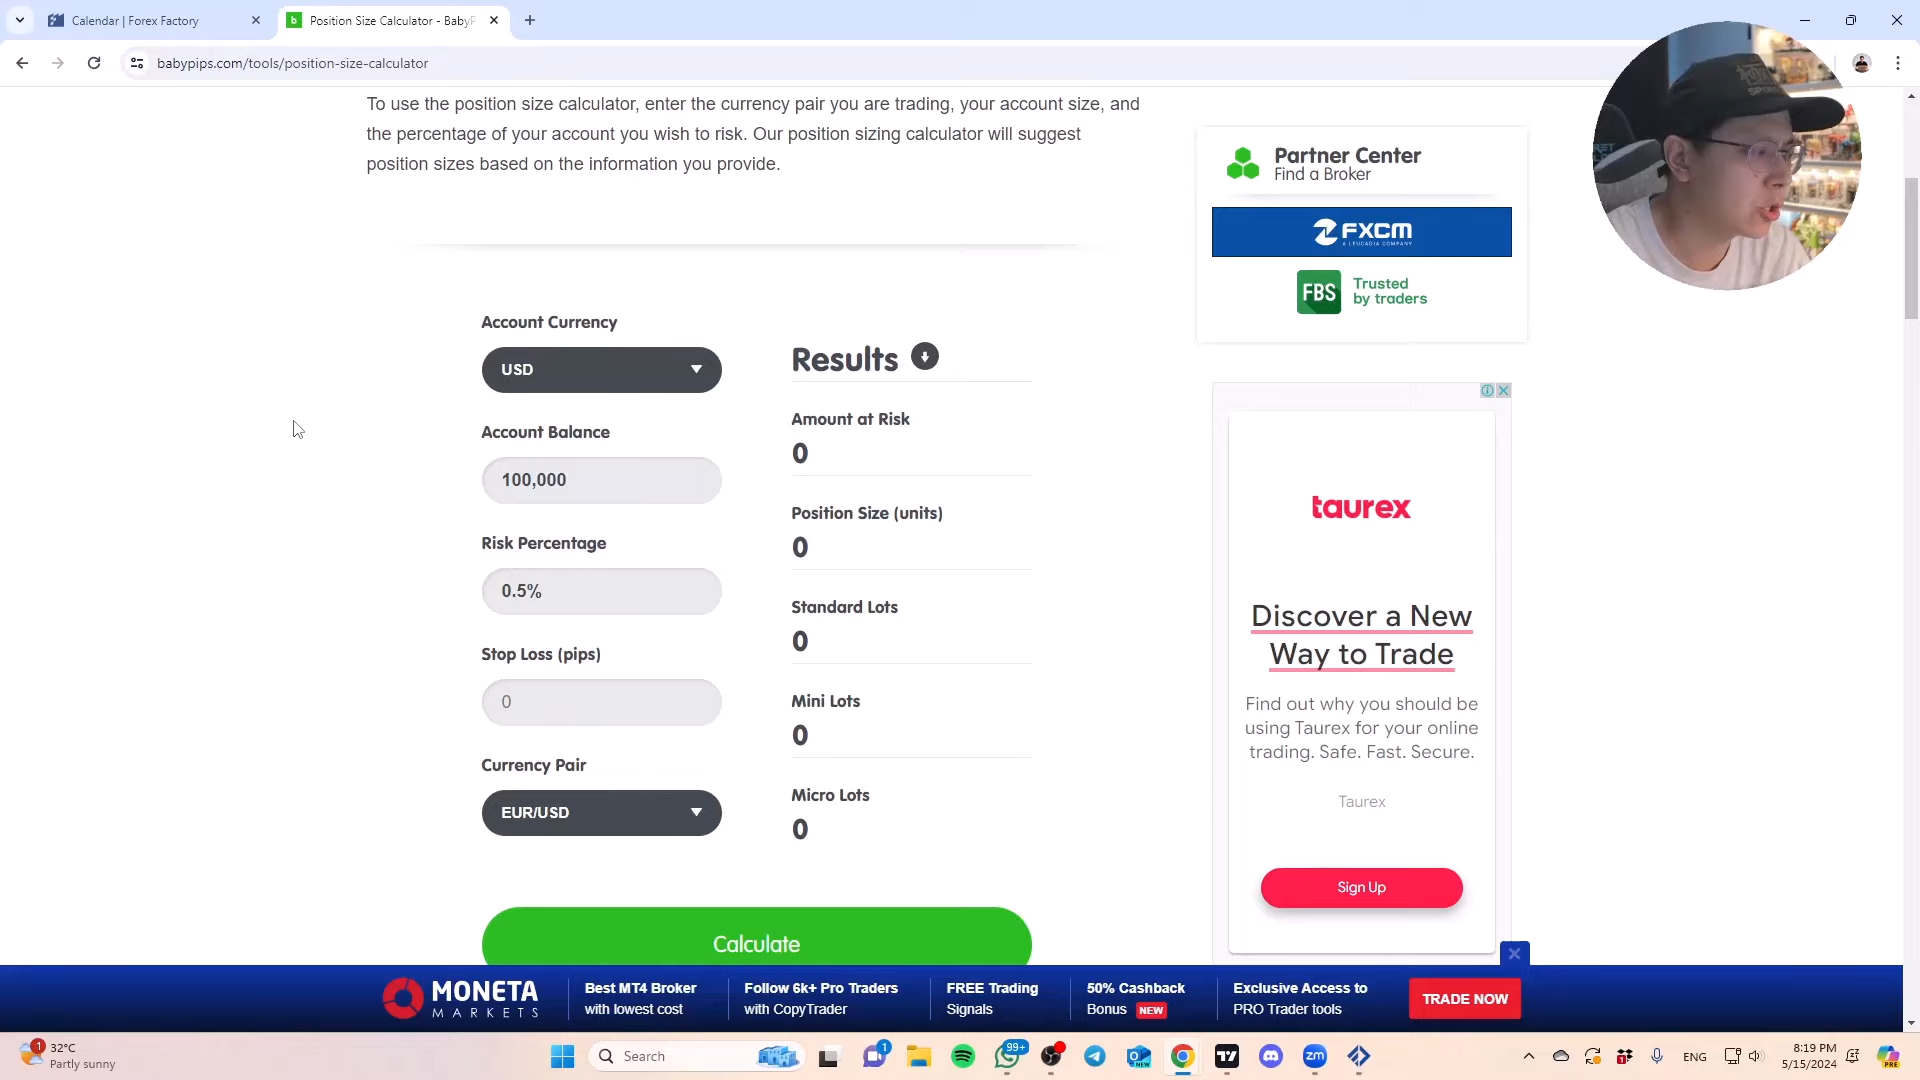 Calendar | Forex Factory
Position Size Calculator - BabyP
babypips.com/tools/position-size-calculator
To use the position size calculator, enter the currency pair you are trading, your account size, and
the percentage of your account you wish to risk. Our position sizing calculator will suggest
position sizes based on the information you provide.
Partner Center
Find a Broker
FXCM
A LEUCADIA COMPANY
FBS
Trusted
by traders
Account Currency
USD
Account Balance
100,000
Risk Percentage
0.5%
Stop Loss (pips)
0
Currency Pair
EUR/USD
Results
Amount at Risk
0
Position Size (units)
0
Standard Lots
0
Mini Lots
0
Micro Lots
0
Calculate
taurex
Discover a New
Way to Trade
Find out why you should be
using Taurex for your online
trading. Safe. Fast. Secure.
Taurex
Sign Up
MONETA
MARKETS
Best MT4 Broker
with lowest cost
Follow 6k+ Pro Traders
with CopyTrader
FREE Trading
Signals
50% Cashback
Bonus NEW
Exclusive Access to
PRO Trader tools
TRADE NOW
1
32°C
Partly sunny
Search
1
99+
NEW
zm
ENG
8:19 PM
5/15/2024
PRE